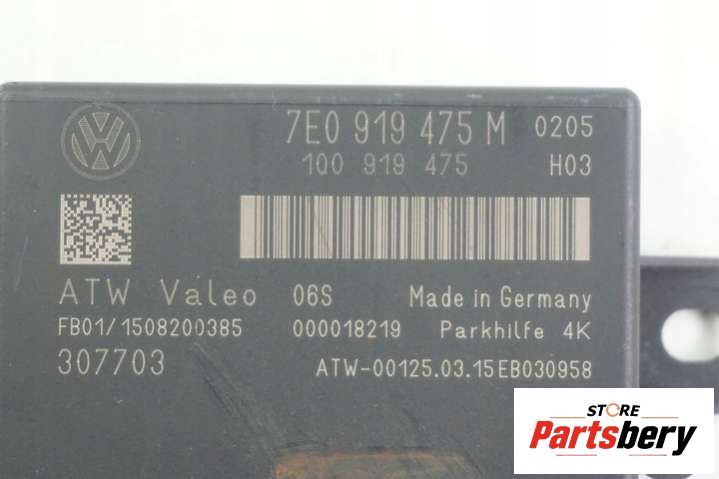 7E0 919 475 M 0205
100 919 475 H03
ATW Valeo 06S Made in Germany
FB01/1508200385 000018219 Parkhilfe 4K
307703 ATW-00125.03.15EB030958
STORE
Partsbery